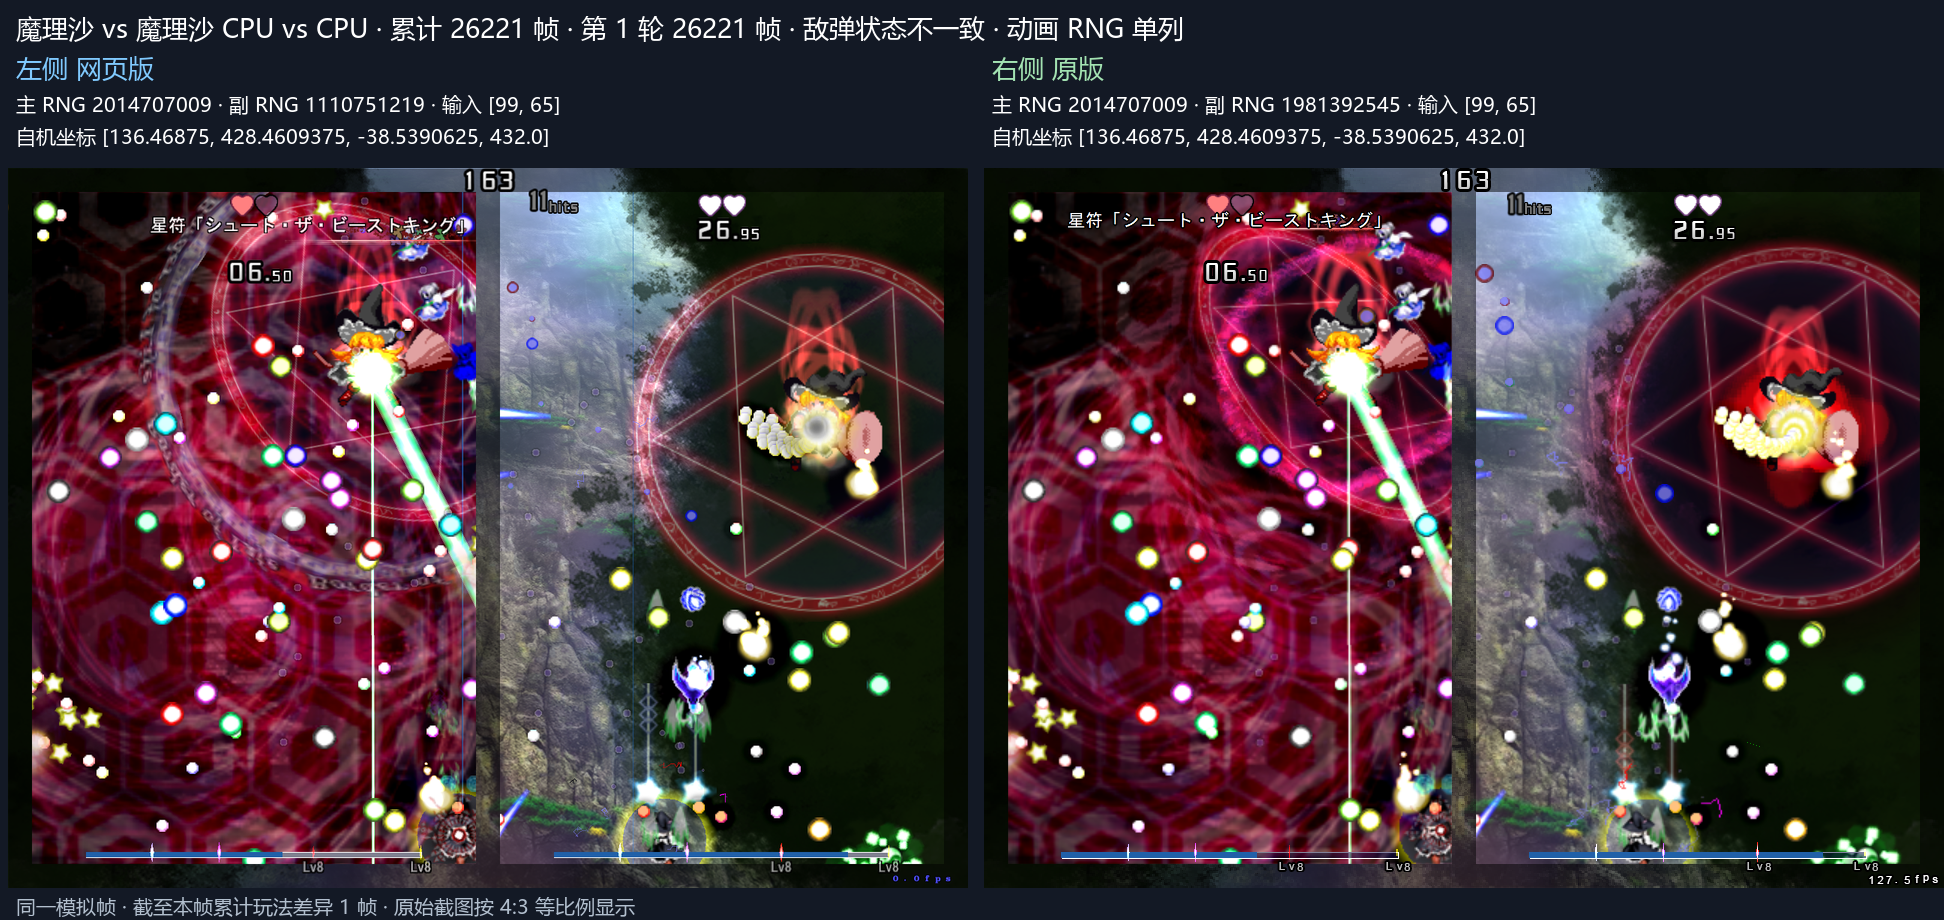 魔理沙 vs 魔理沙 CPU vs CPU · 累计 26221 帧 · 第 1 轮 26221 帧 · 敌弹状态不一致 · 动画 RNG 单列
左侧 网页版
主 RNG 2014707009 · 副 RNG 1110751219 · 输入 [99, 65]
自机坐标 [136.46875, 428.4609375, -38.5390625, 432.0]
右侧 原版
主 RNG 2014707009 · 副 RNG 1981392545 · 输入 [99, 65]
自机坐标 [136.46875, 428.4609375, -38.5390625, 432.0]
163
11hits
星符「シュート・ザ・ビーストキング」
26.95
06.50
Lv8
Lv8
Lv8
Lv8
0.0fps
163
11hits
星符「シュート・ザ・ビーストキング」
26.95
06.50
Lv8
Lv8
Lv8
Lv8
127.5fps
同一模拟帧 · 截至本帧累计玩法差异 1 帧 · 原始截图按 4:3 等比例显示